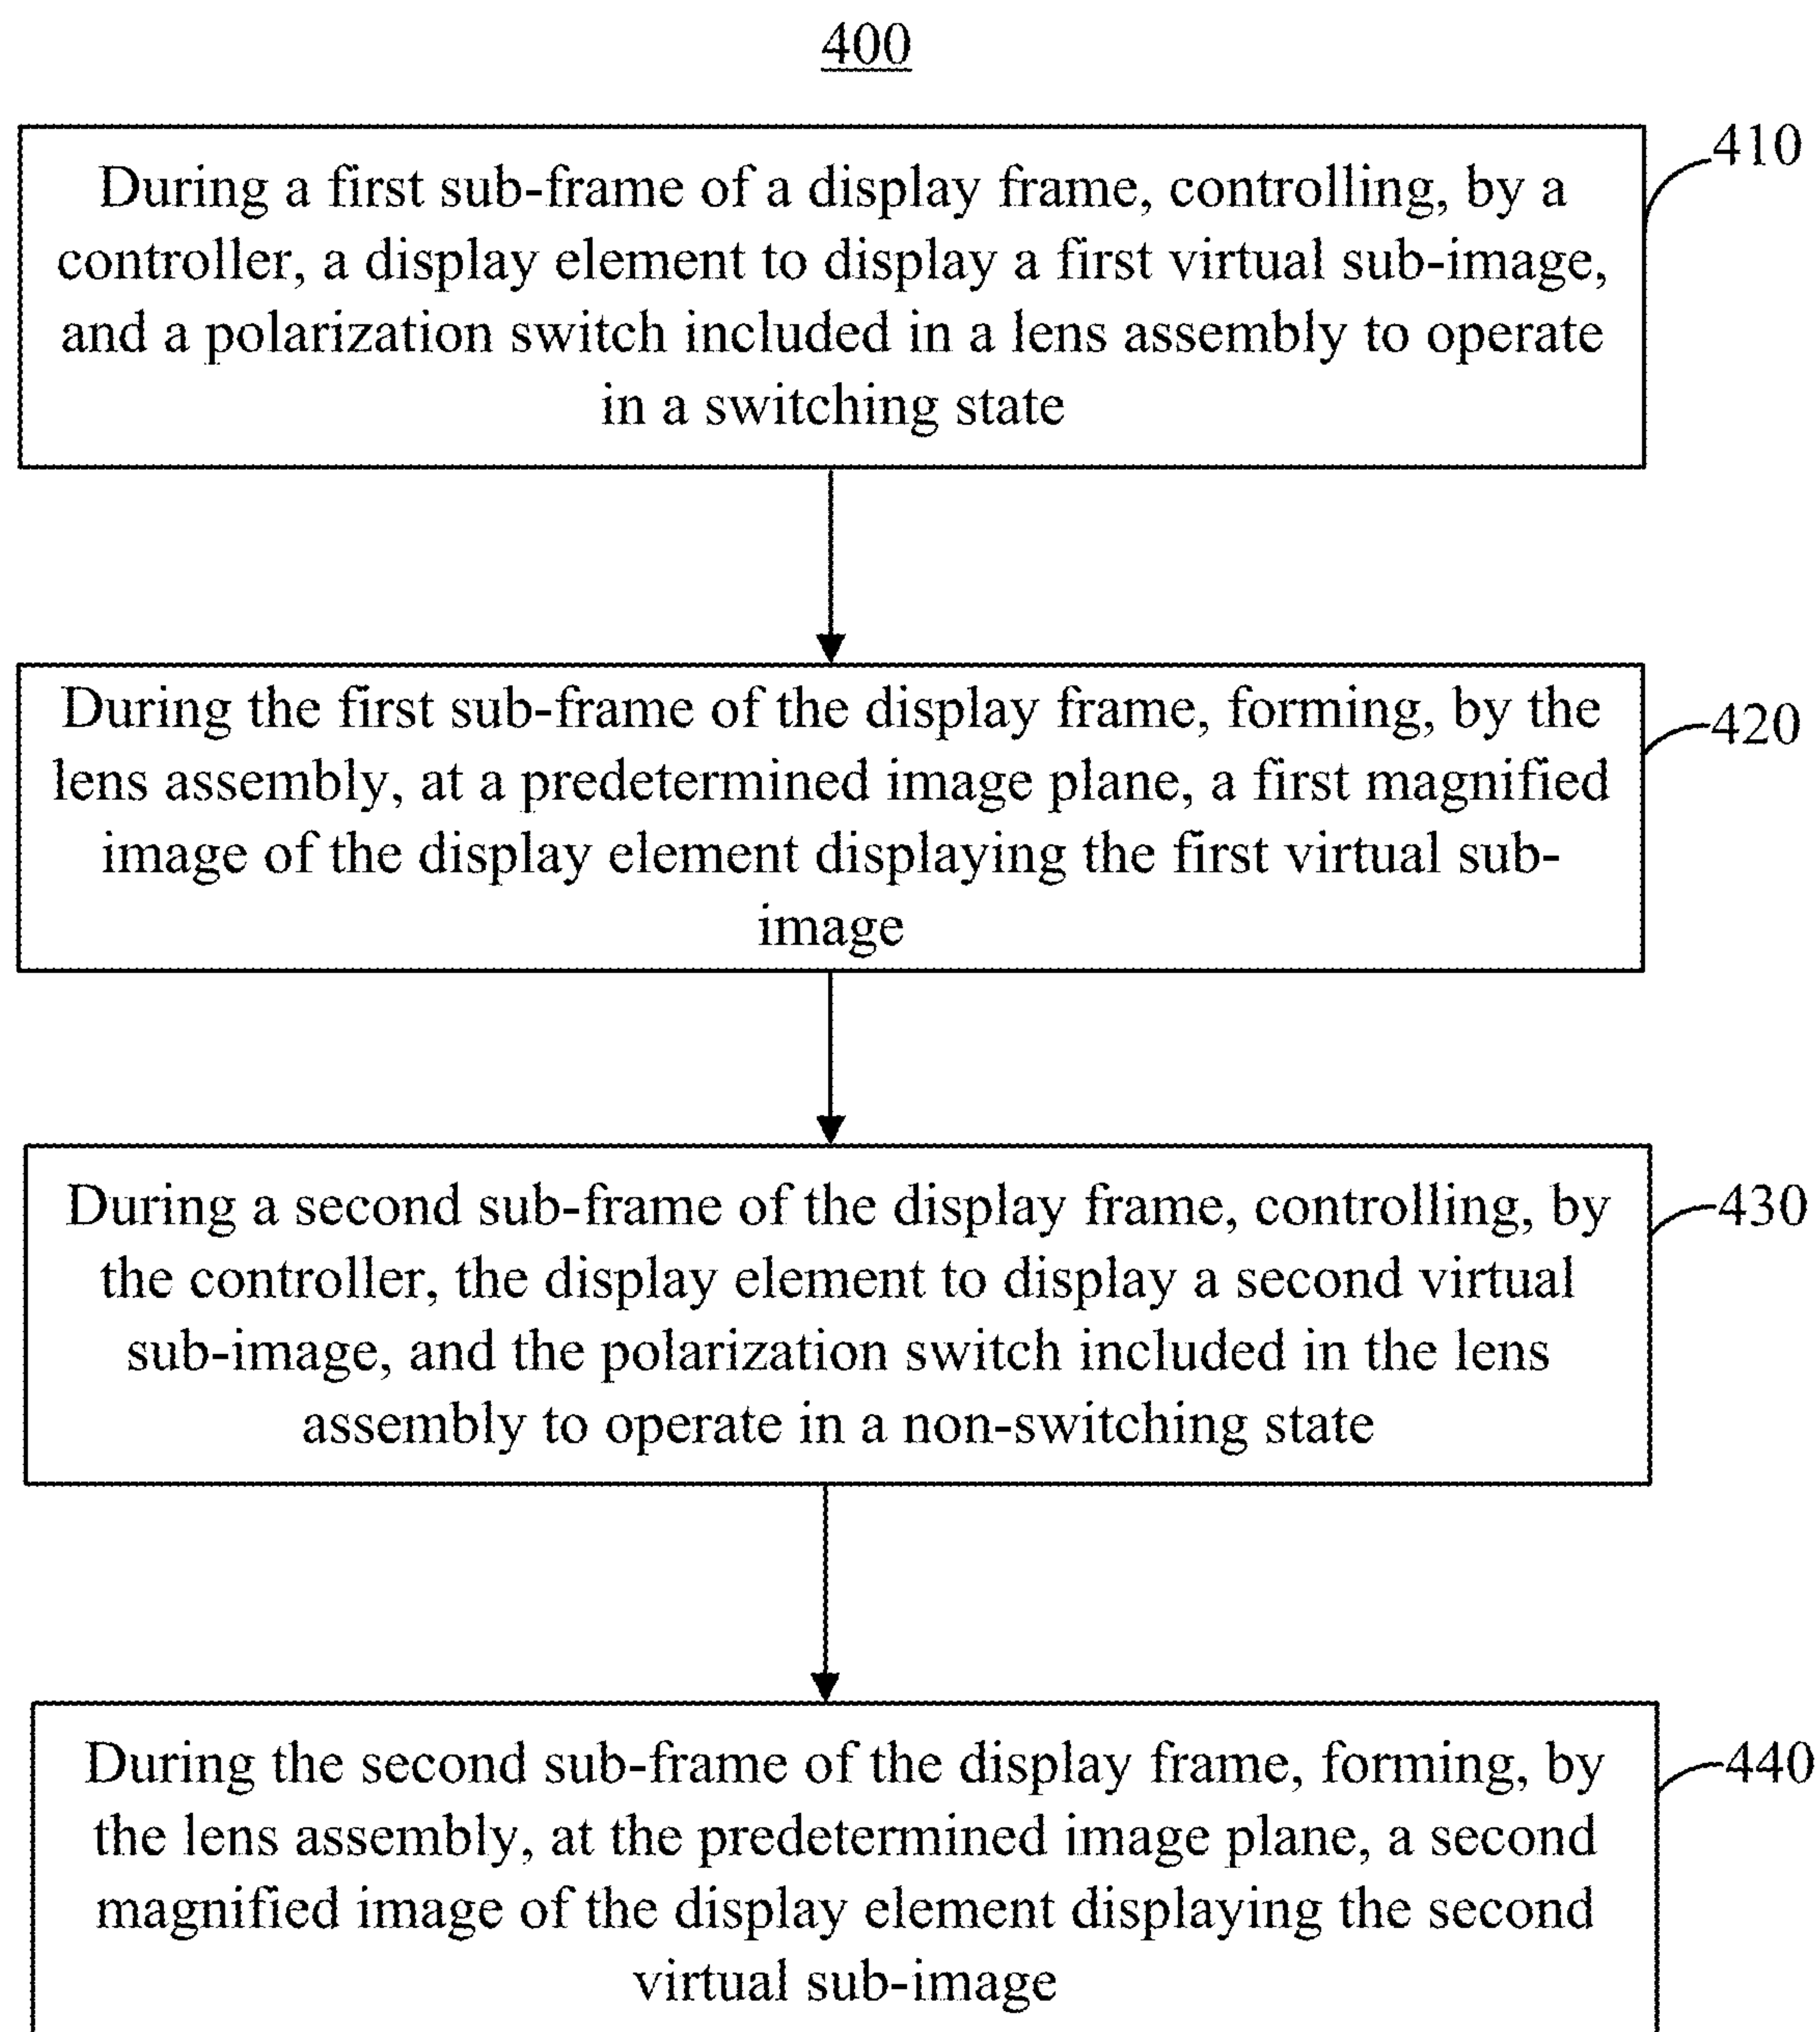 400
During a first sub-frame of a display frame, controlling, by a
controller, a display element to display a first virtual sub-image,
and a polarization switch included in a lens assembly to operate
in a switching state
410
During the first sub-frame of the display frame, forming, by the
lens assembly, at a predetermined image plane, a first magnified
image of the display element displaying the first virtual sub-
image
420
During a second sub-frame of the display frame, controlling, by
the controller, the display element to display a second virtual
sub-image, and the polarization switch included in the lens
assembly to operate in a non-switching state
430
During the second sub-frame of the display frame, forming, by
the lens assembly, at the predetermined image plane, a second
magnified image of the display element displaying the second
virtual sub-image
440